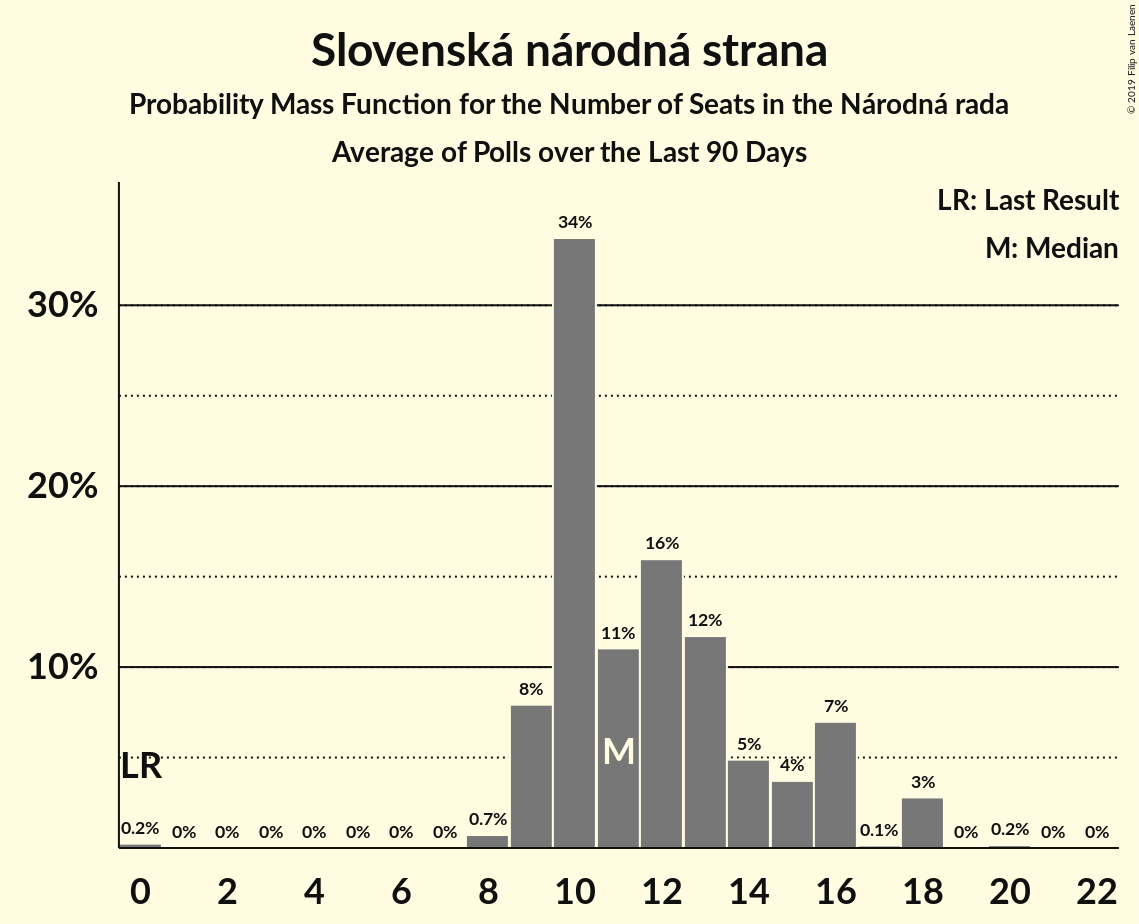 Slovenská národná strana
Probability Mass Function for the Number of Seats in the Národná rada
Average of Polls over the Last 90 Days
© 2019 Filip van Laenen
LR: Last Result
M: Median
34%
30%
20%
16%
12%
11%
10%
8%
7%
5%
4%
3%
M
LR
0.2% 0% 0% 0% 0% 0% 0% 0% 0.7% 0.1% 0% 0.2% 0% 0%
0 2 4 6 8 10 12 14 16 18 20 22